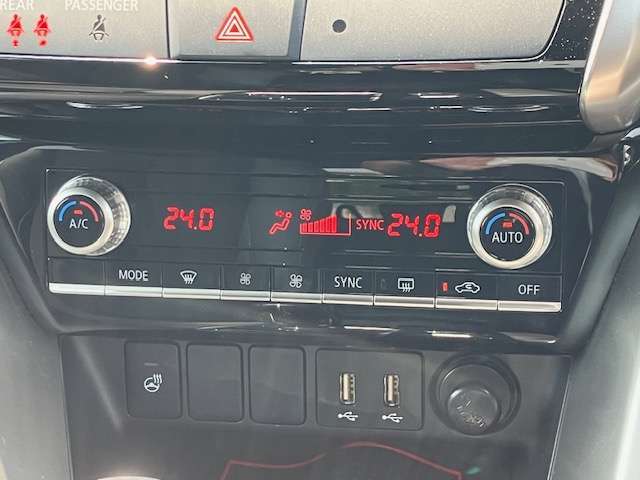 REAR PASSENGER
A/C 24.0 SYNC 24.0 AUTO
MODE SYNC OFF